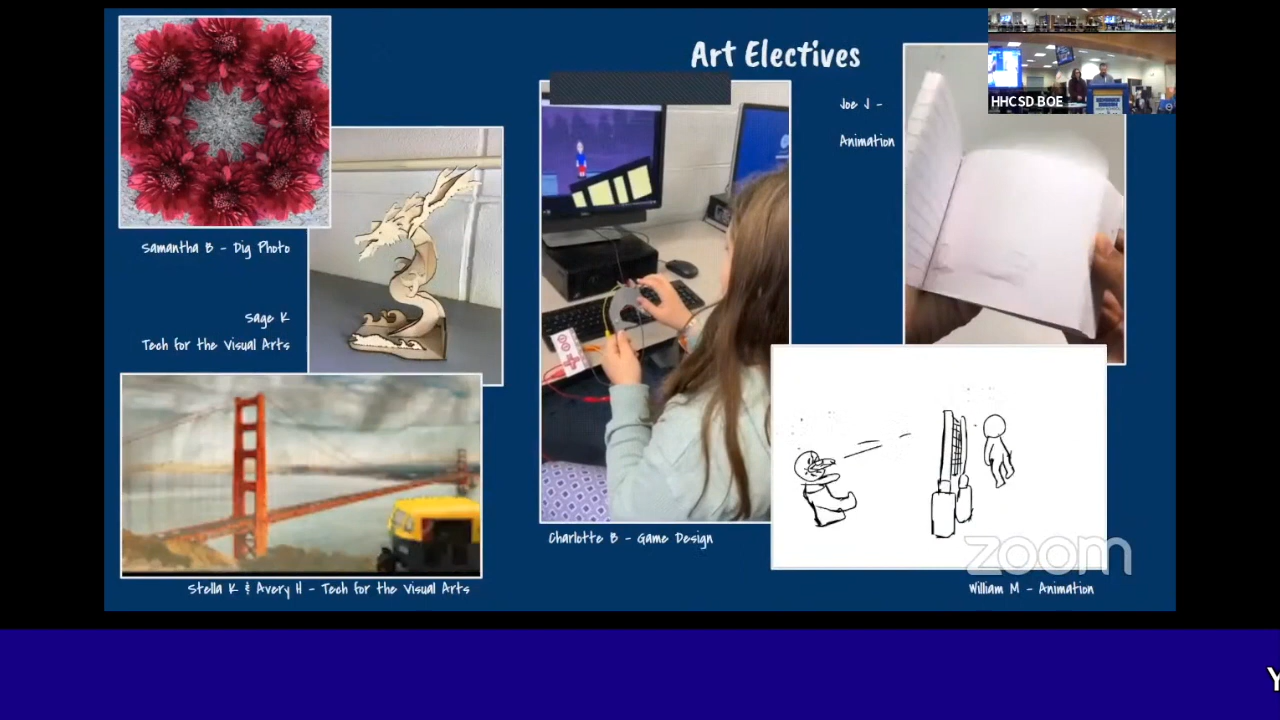 Art Electives
HHCSD BOE
Joe J -
Animation
Samantha B - Dig Photo
Sage K
Tech for the Visual Arts
Charlotte B - Game Design
Stella K & Avery H - Tech for the Visual Arts
zoom
William M - Animation
Y